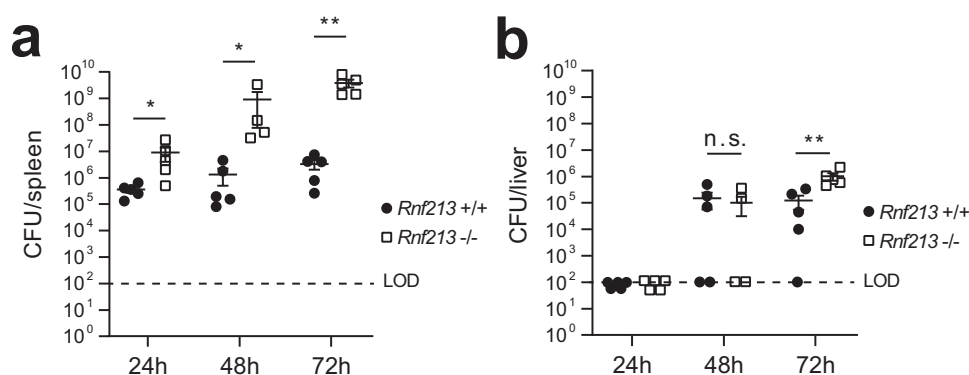 a
CFU/spleen
10^10
10^9
10^8
10^7
10^6
10^5
10^4
10^3
10^2
10^1
10^0
*
*
**
24h
48h
72h
Rnf213 +/+
Rnf213 -/-
LOD
b
CFU/liver
10^10
10^9
10^8
10^7
10^6
10^5
10^4
10^3
10^2
10^1
10^0
n.s.
**
24h
48h
72h
Rnf213 +/+
Rnf213 -/-
LOD